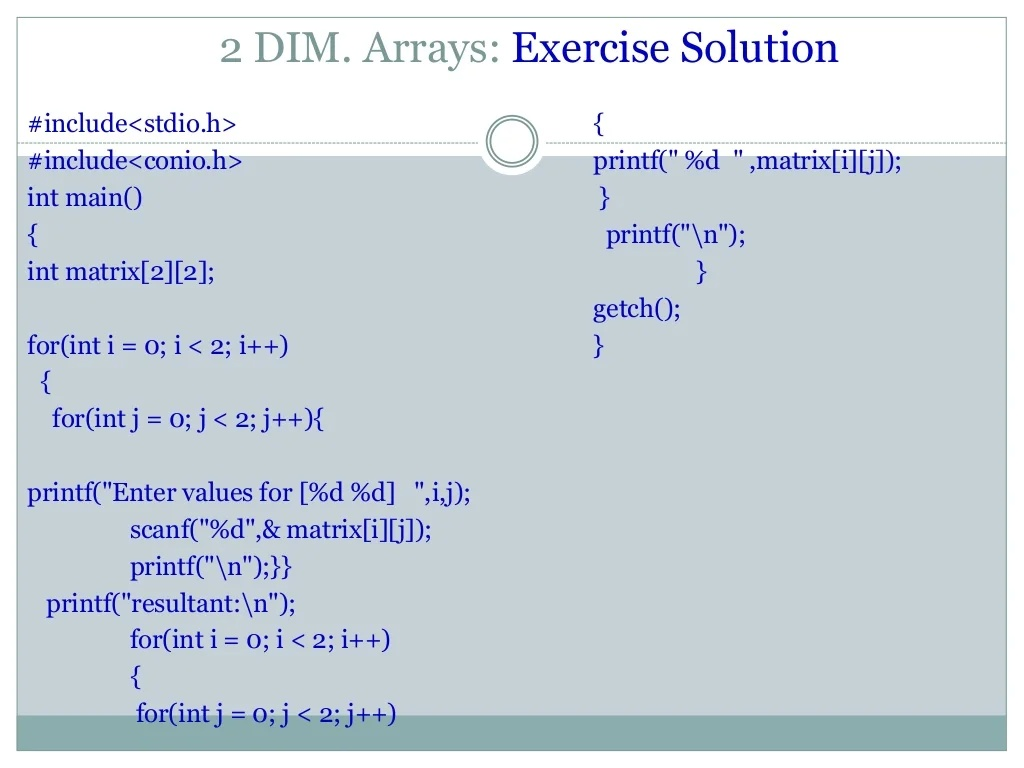 2 DIM. Arrays: Exercise Solution
#include<stdio.h>
#include<conio.h>
int main()
{
int matrix[2][2];
for(int i = 0; i < 2; i++)
{
for(int j = 0; j < 2; j++){
printf("Enter values for [%d %d]   ",i,j);
scanf("%d",& matrix[i][j]);
printf("\n");}}
printf("resultant:\n");
for(int i = 0; i < 2; i++)
{
for(int j = 0; j < 2; j++)
{
printf(" %d  " ,matrix[i][j]);
}
printf("\n");
}
getch();
}